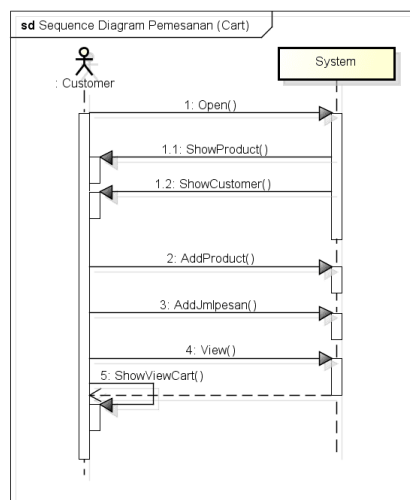 sd Sequence Diagram Pemesanan (Cart)
: Customer
System
1: Open()
1.1: ShowProduct()
1.2: ShowCustomer()
2: AddProduct()
3: AddJmlpesan()
4: View()
5: ShowViewCart()